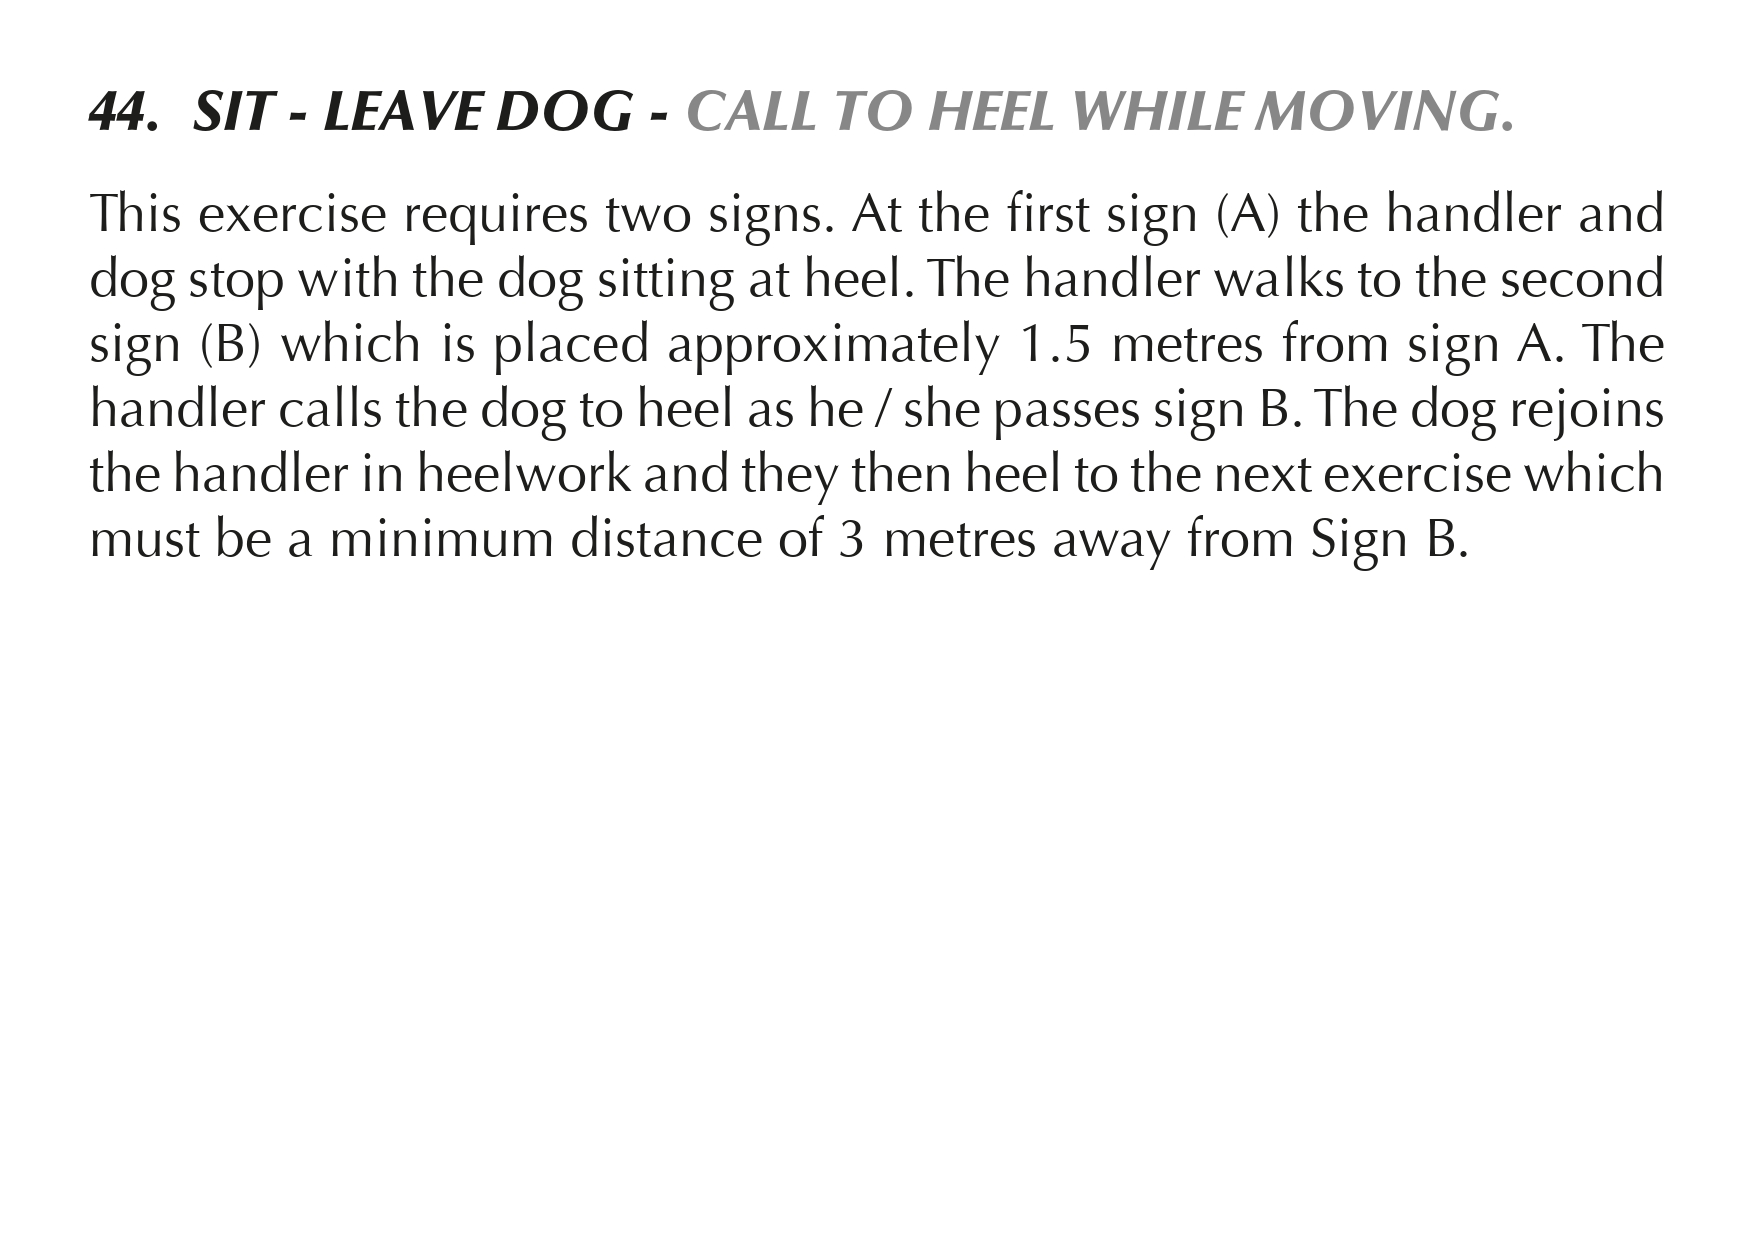 44. SIT - LEAVE DOG - CALL TO HEEL WHILE MOVING.
This exercise requires two signs. At the first sign (A) the handler and
dog stop with the dog sitting at heel. The handler walks to the second
sign (B) which is placed approximately 1.5 metres from sign A. The
handler calls the dog to heel as he / she passes sign B. The dog rejoins
the handler in heelwork and they then heel to the next exercise which
must be a minimum distance of 3 metres away from Sign B.